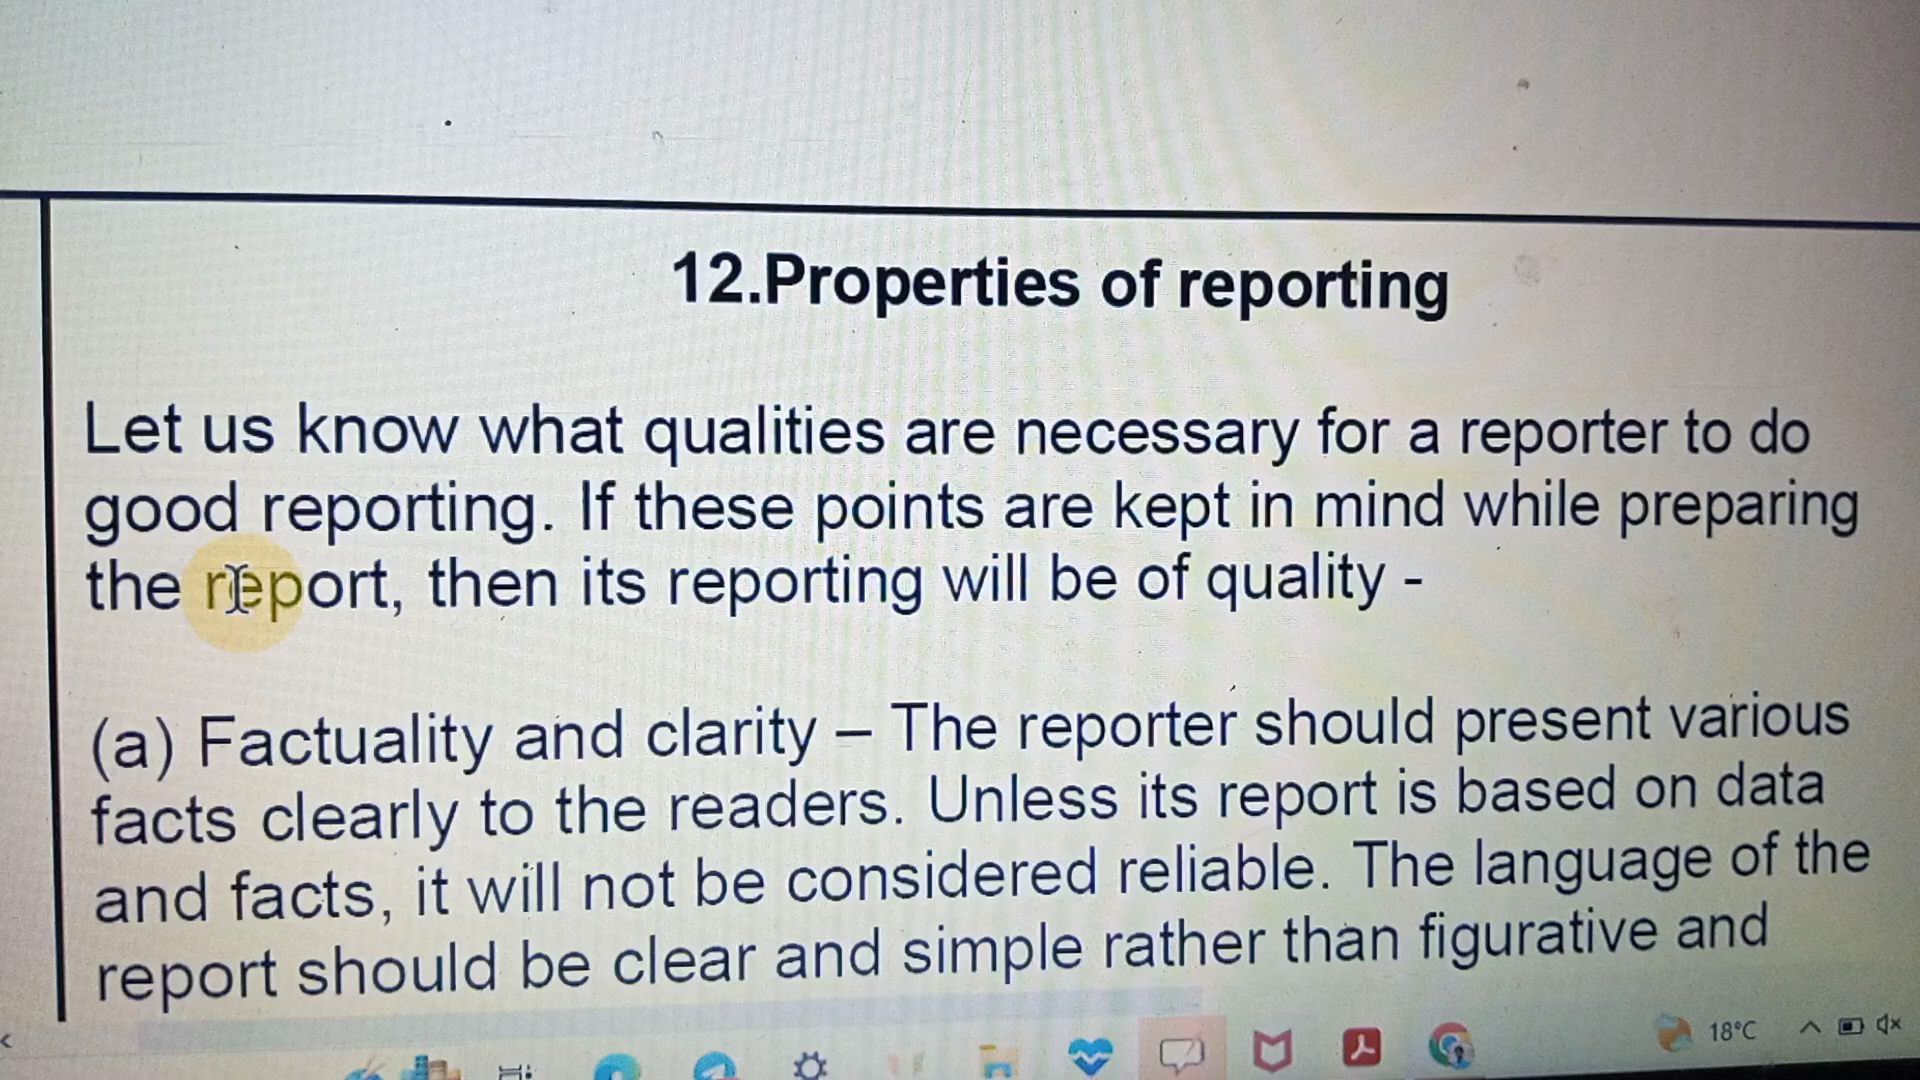 12.Properties of reporting
Let us know what qualities are necessary for a reporter to do
good reporting. If these points are kept in mind while preparing
the report, then its reporting will be of quality -
(a) Factuality and clarity – The reporter should present various
facts clearly to the readers. Unless its report is based on data
and facts, it will not be considered reliable. The language of the
report should be clear and simple rather than figurative and
18°C